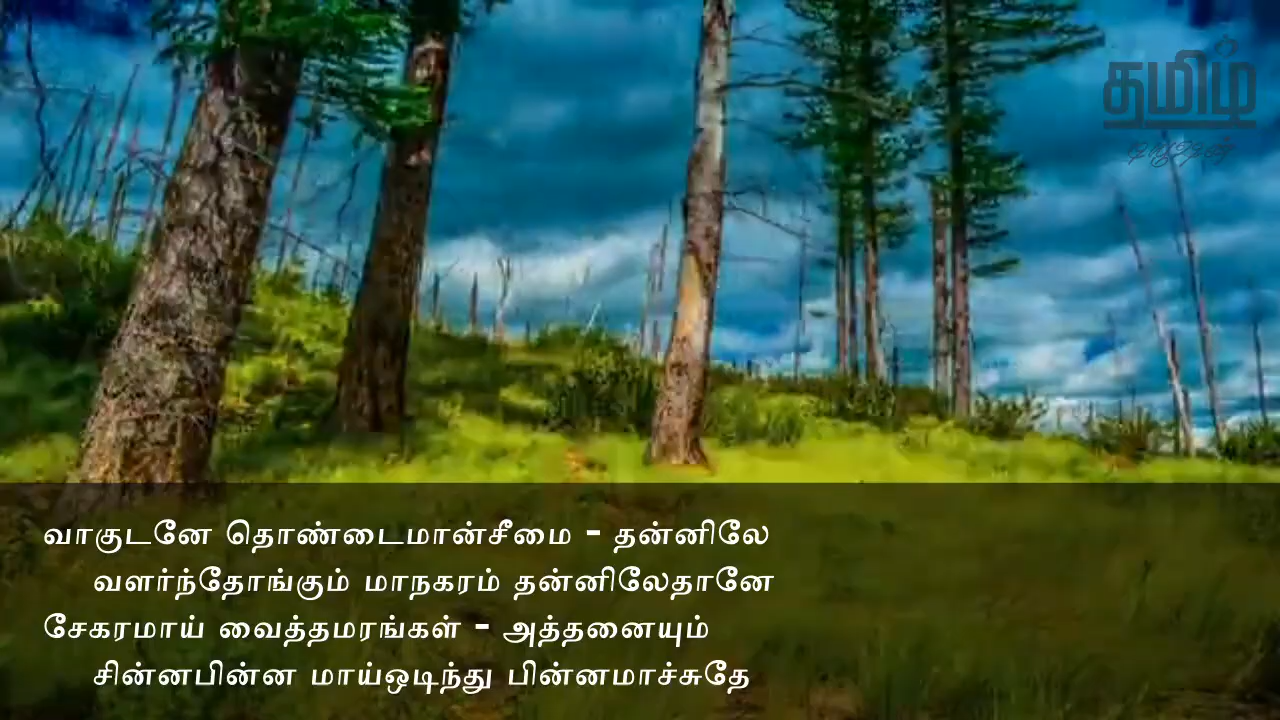 தமிழ்
வாகுடனே தொண்டைமான்சீமை - தன்னிலே
வளர்ந்தோங்கும் மாநகரம் தன்னிலேதானே
சேகரமாய் வைத்தமரங்கள் - அத்தனையும்
சின்னபின்ன மாய்ஒடிந்து பின்னமாச்சுதே